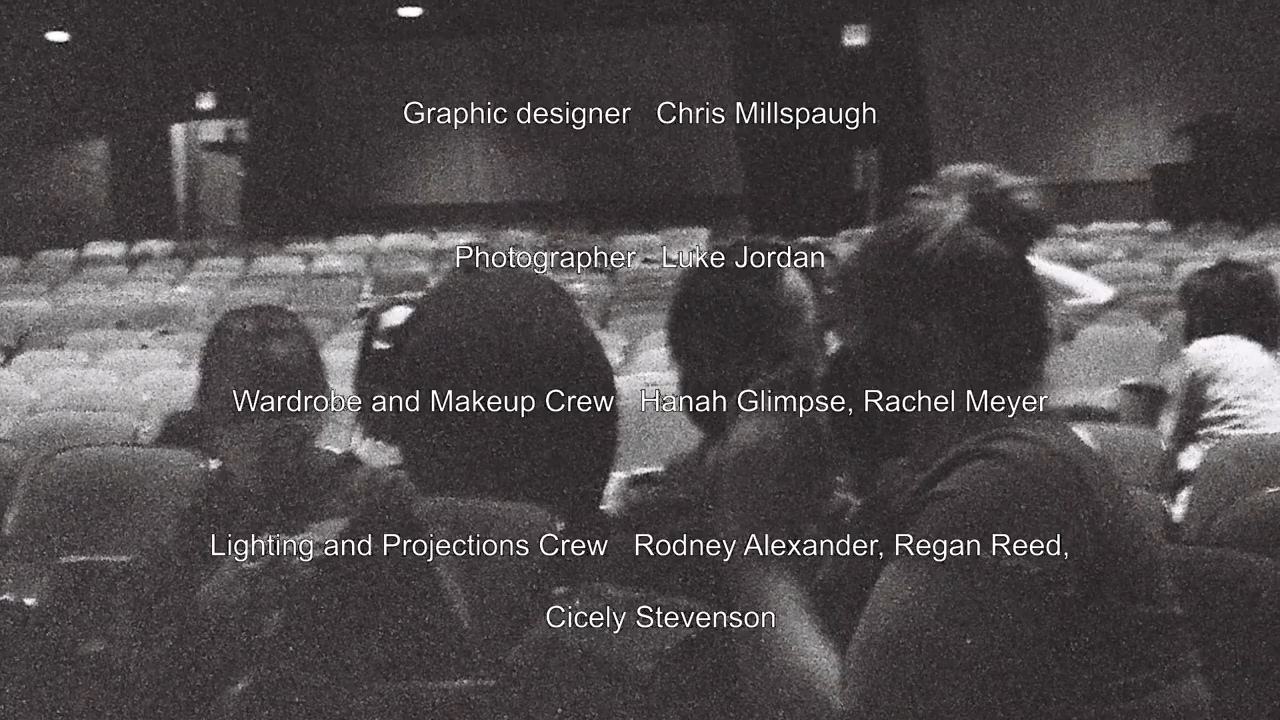 Graphic designer Chris Millspaugh
Photographer Luke Jordan
Wardrobe and Makeup Crew Hanah Glimpse, Rachel Meyer
Lighting and Projections Crew Rodney Alexander, Regan Reed,
Cicely Stevenson